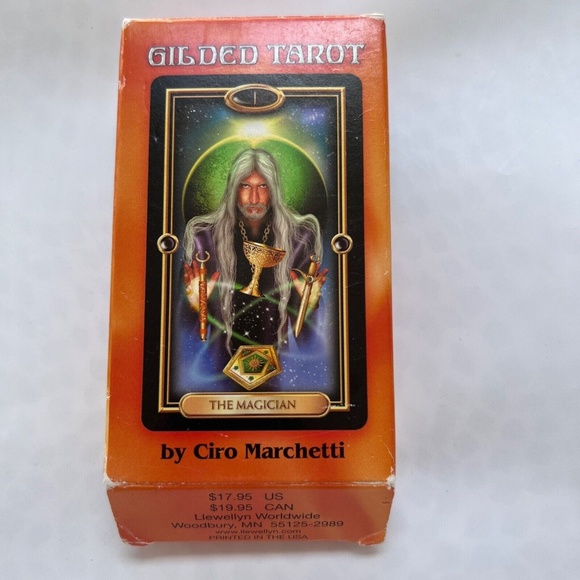 GILDED TAROT
I
THE MAGICIAN
by Ciro Marchetti
$17.95 US
$19.95 CAN
Llewellyn Worldwide
Woodbury, MN 55125-2989
www.llewellyn.com
PRINTED IN THE USA